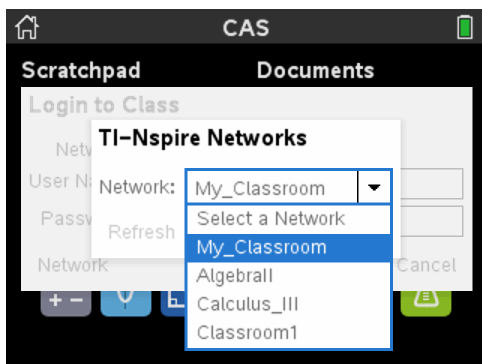 CAS
Scratchpad Documents
Login to Class
TI-Nspire Networks
Network: My_Classroom
Select a Network
My_Classroom
AlgebraII
Calculus_III
Classroom1
Refresh
User
Network Cancel